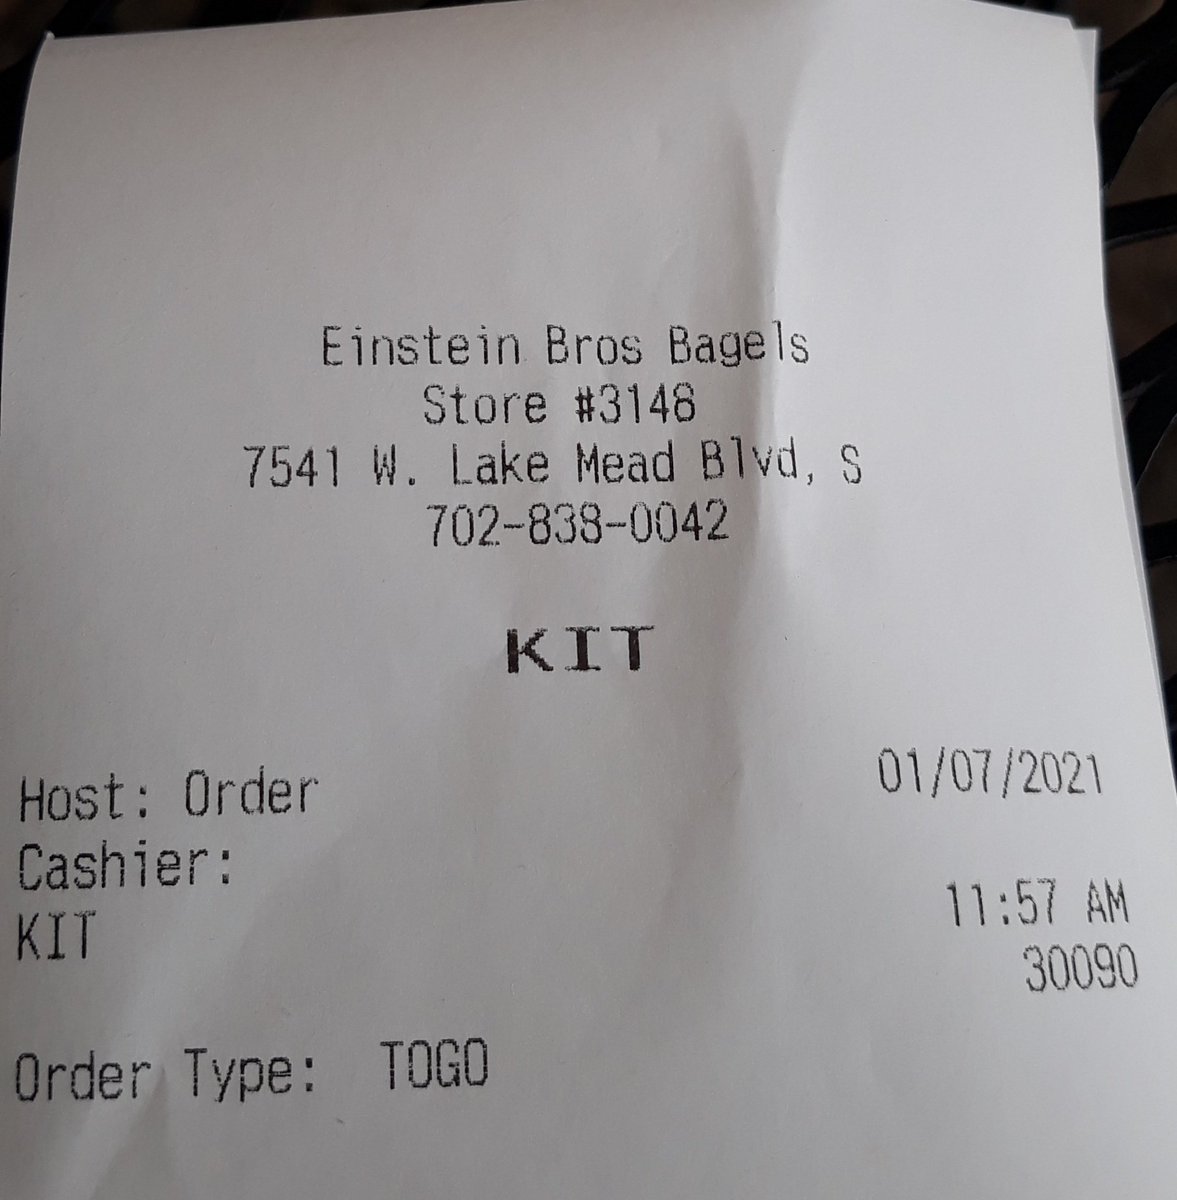 Einstein Bros Bagels
Store #3148
7541 W. Lake Mead Blvd, S
702-838-0042
KIT
Host: Order 01/07/2021
Cashier:
11:57 AM
KIT
30090
Order Type: TOGO